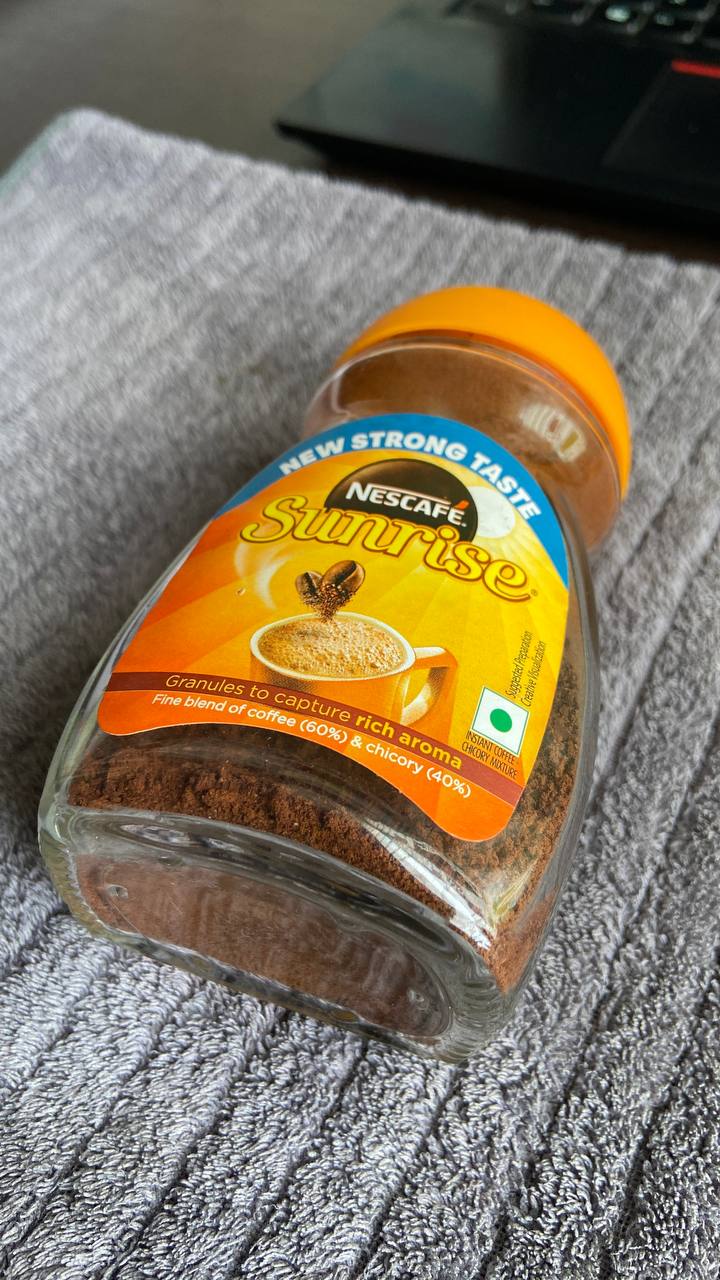 NEW STRONG TASTE
NESCAFÉ
Sunrise®
Suggested Preparation
Creative Visualization
Granules to capture rich aroma
Fine blend of coffee (60%) & chicory (40%)
INSTANT COFFEE-
CHICORY MIXTURE